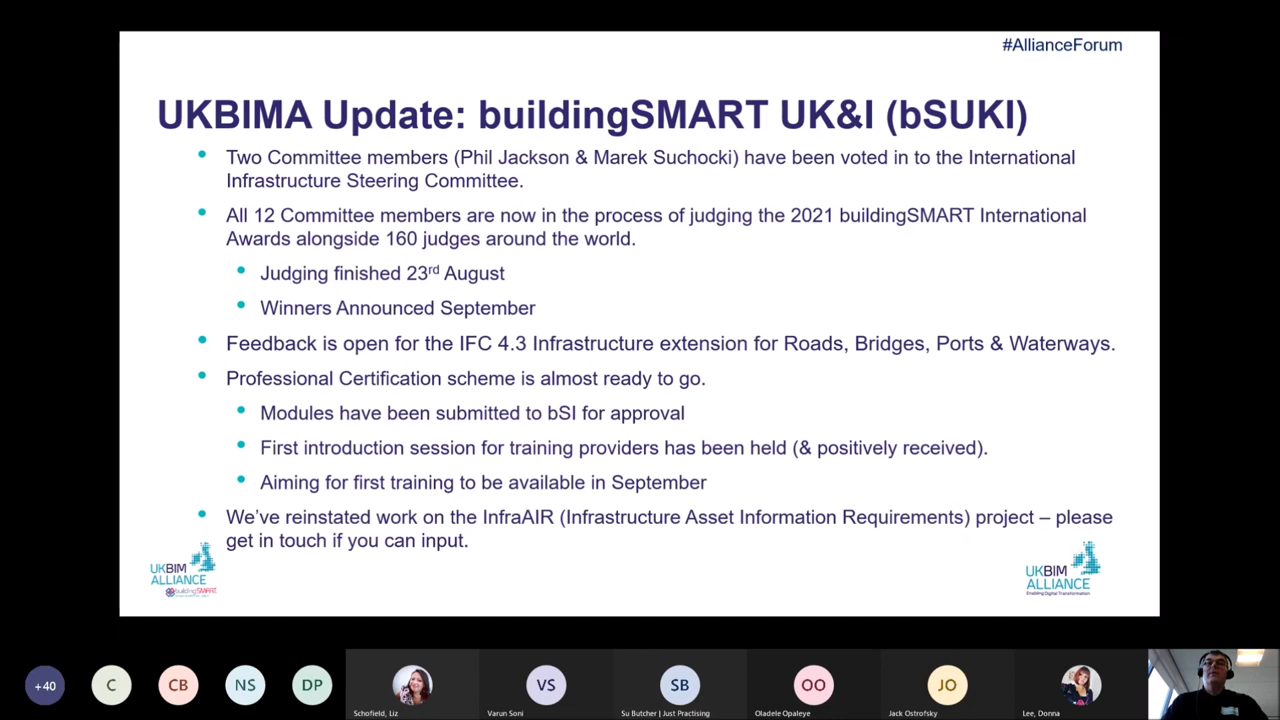 #AllianceForum
UKBIMA Update: buildingSMART UK&I (bSUKI)
Two Committee members (Phil Jackson & Marek Suchocki) have been voted in to the International
Infrastructure Steering Committee.
All 12 Committee members are now in the process of judging the 2021 buildingSMART International
Awards alongside 160 judges around the world.
Judging finished 23rd August
Winners Announced September
Feedback is open for the IFC 4.3 Infrastructure extension for Roads, Bridges, Ports & Waterways.
Professional Certification scheme is almost ready to go.
Modules have been submitted to bSI for approval
First introduction session for training providers has been held (& positively received).
Aiming for first training to be available in September
We’ve reinstated work on the InfraAIR (Infrastructure Asset Information Requirements) project – please
get in touch if you can input.
UKBIM
ALLIANCE
buildingSMART
UKBIM
ALLIANCE
Enabling Digital Transformation
+40
C
CB
NS
DP
VS
SB
OO
JO
Schofield, Liz
Varun Soni
Su Butcher | Just Practising
Oladele Opaleye
Jack Ostrofsky
Lee, Donna